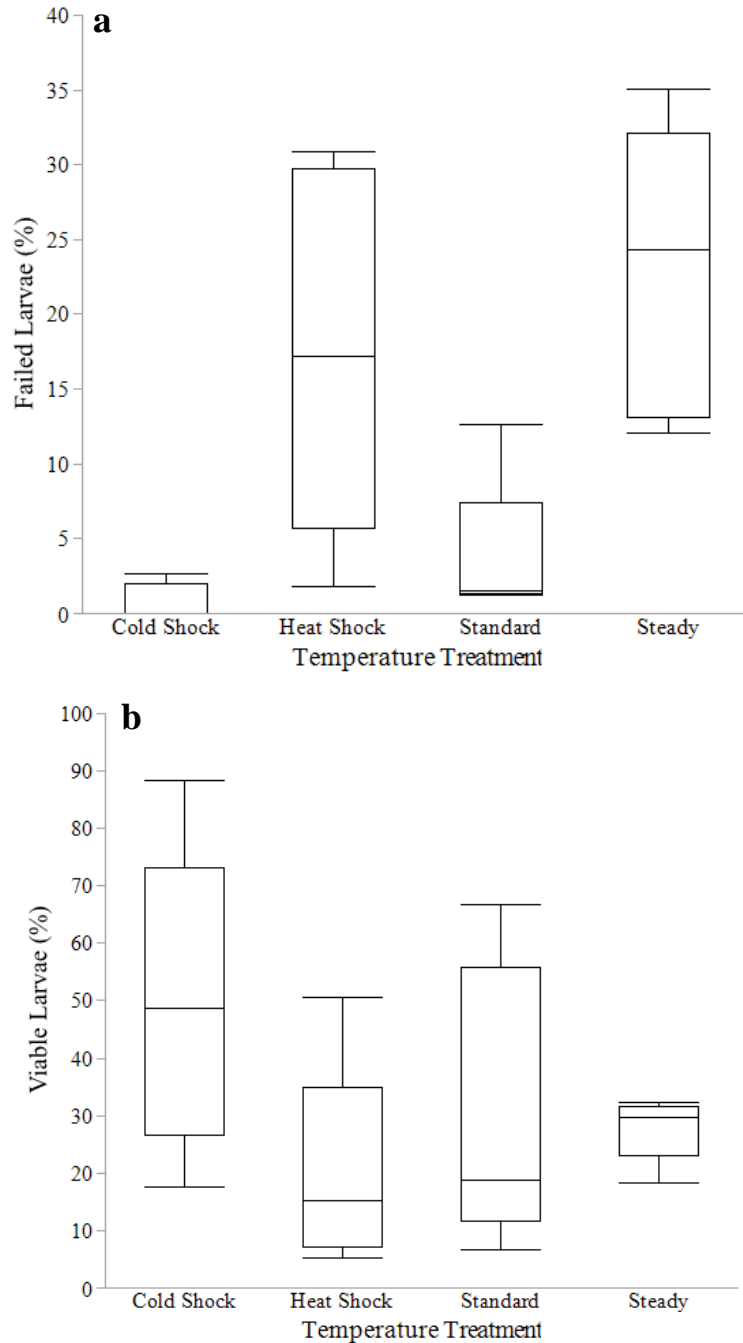 a
40
35
30
25
20
15
10
5
0
Failed Larvae (%)
Cold Shock Heat Shock Standard Steady
Temperature Treatment
b
100
90
80
70
60
50
40
30
20
10
0
Viable Larvae (%)
Cold Shock Heat Shock Standard Steady
Temperature Treatment